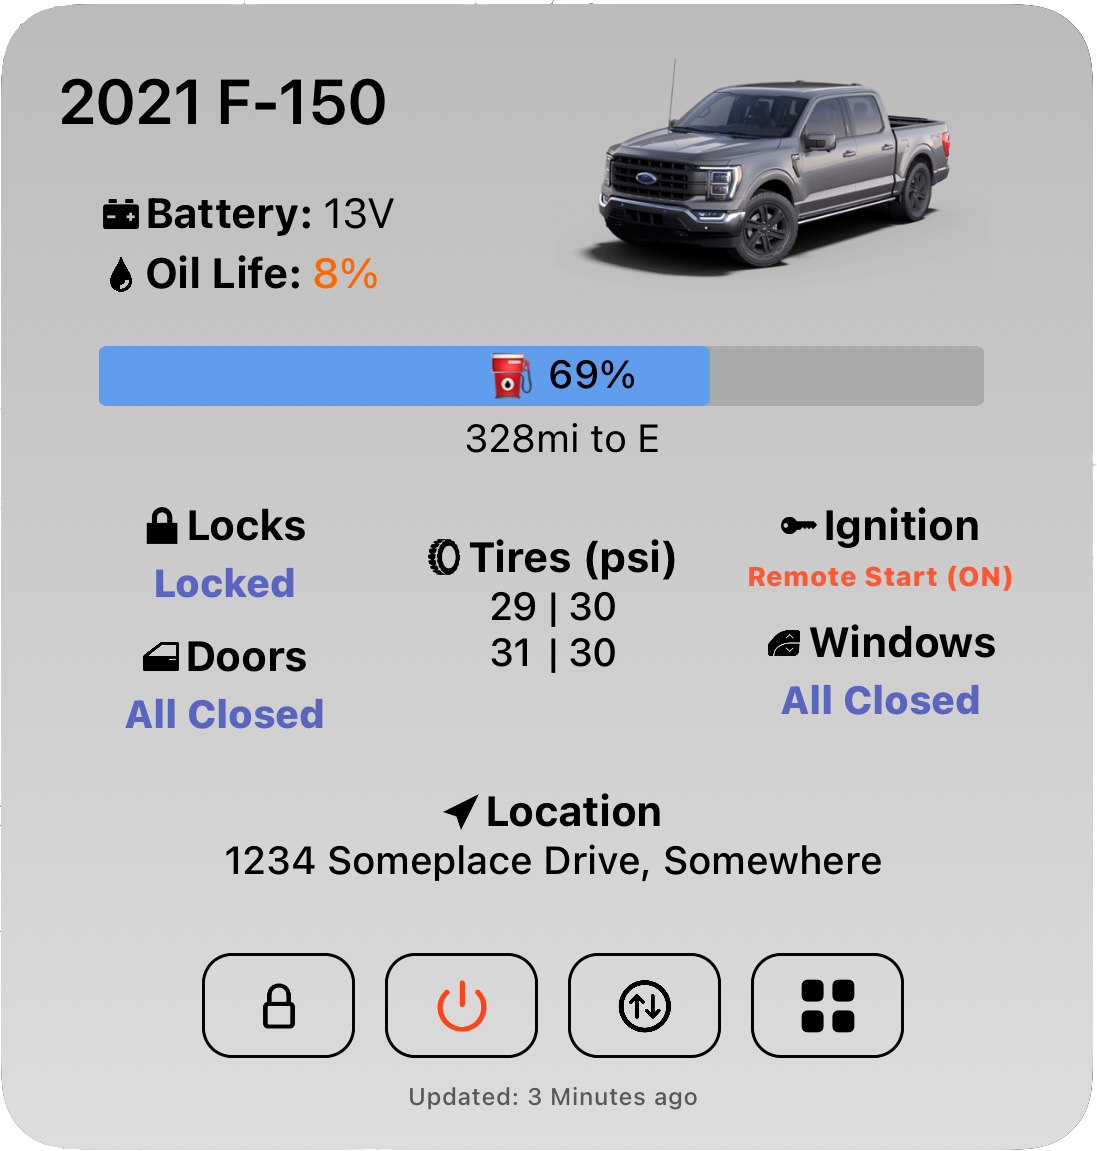 2021 F-150
Battery: 13V
Oil Life: 8%
69%
328mi to E
Locks
Locked
Doors
All Closed
Tires (psi)
29 | 30
31 | 30
Ignition
Remote Start (ON)
Windows
All Closed
Location
1234 Someplace Drive, Somewhere
Updated: 3 Minutes ago